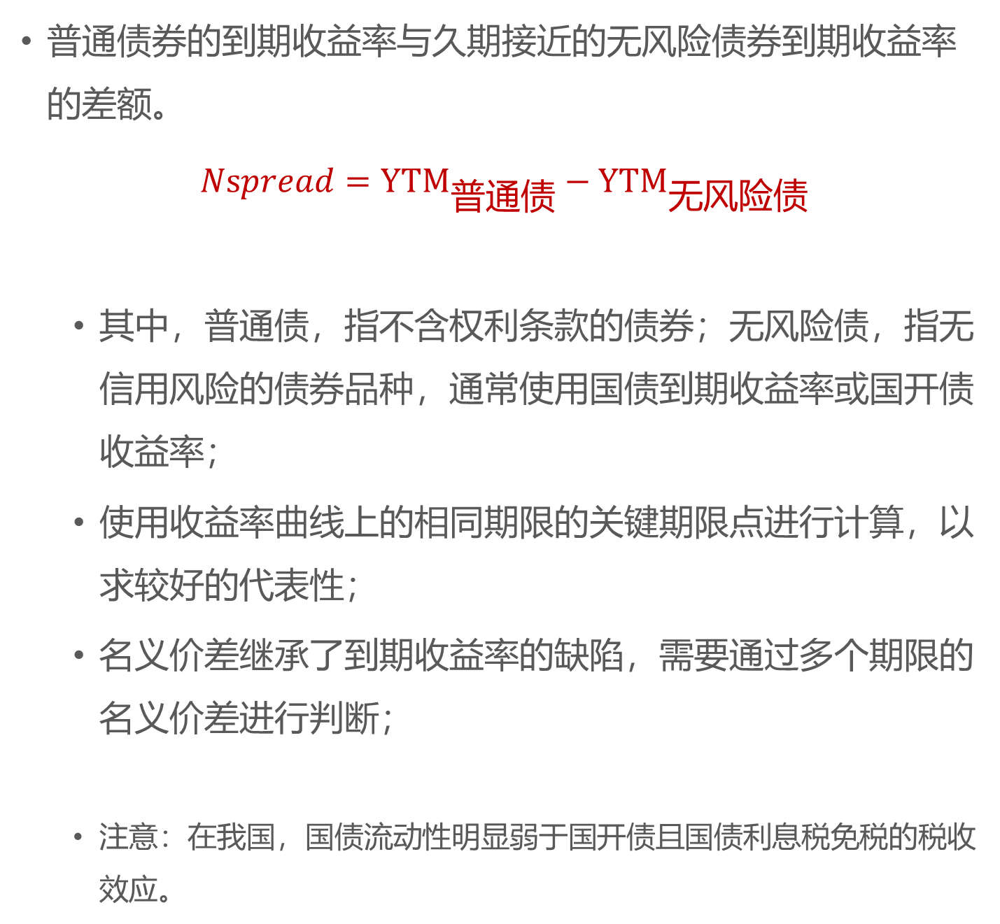 • 普通债券的到期收益率与久期接近的无风险债券到期收益率
的差额。
Nspread = YTM普通债 − YTM无风险债
• 其中，普通债，指不含权利条款的债券；无风险债，指无
信用风险的债券品种，通常使用国债到期收益率或国开债
收益率；
• 使用收益率曲线上的相同期限的关键期限点进行计算，以
求较好的代表性；
• 名义价差继承了到期收益率的缺陷，需要通过多个期限的
名义价差进行判断；
• 注意：在我国，国债流动性明显弱于国开债且国债利息税免税的税收
效应。